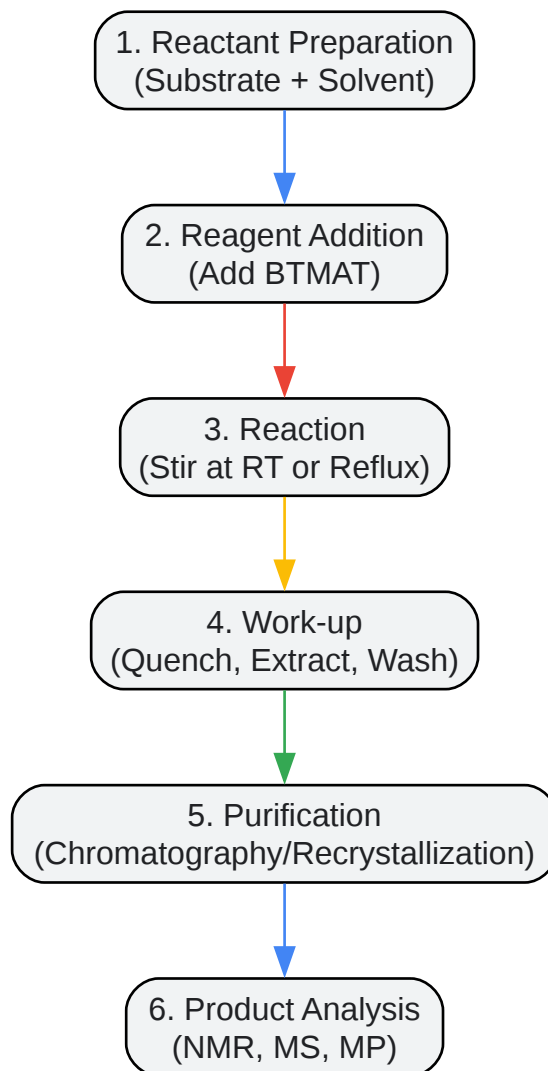 1. Reactant Preparation
(Substrate + Solvent)
2. Reagent Addition
(Add BTMAT)
3. Reaction
(Stir at RT or Reflux)
4. Work-up
(Quench, Extract, Wash)
5. Purification
(Chromatography/Recrystallization)
6. Product Analysis
(NMR, MS, MP)